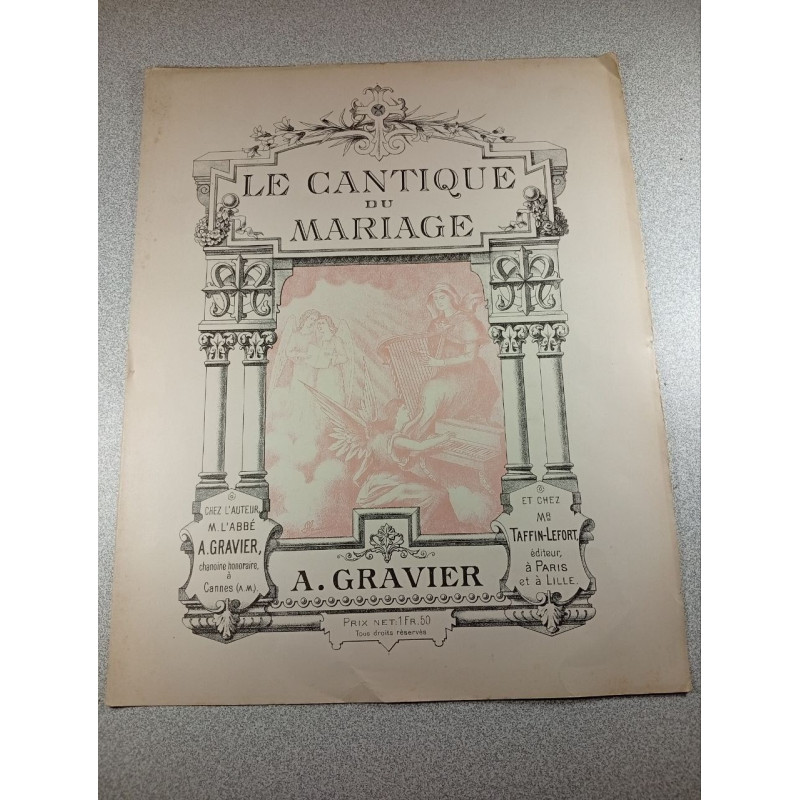 LE CANTIQUE
DU
MARIAGE
CHEZ L'AUTEUR,
M. L'ABBÉ
A. GRAVIER,
chanoine honoraire,
à
Cannes (A.M.)
ET CHEZ
MR
TAFFIN-LEFORT,
éditeur,
à PARIS
et à LILLE.
A. GRAVIER
PRIX NET: 1 FR. 50
Tous droits réservés